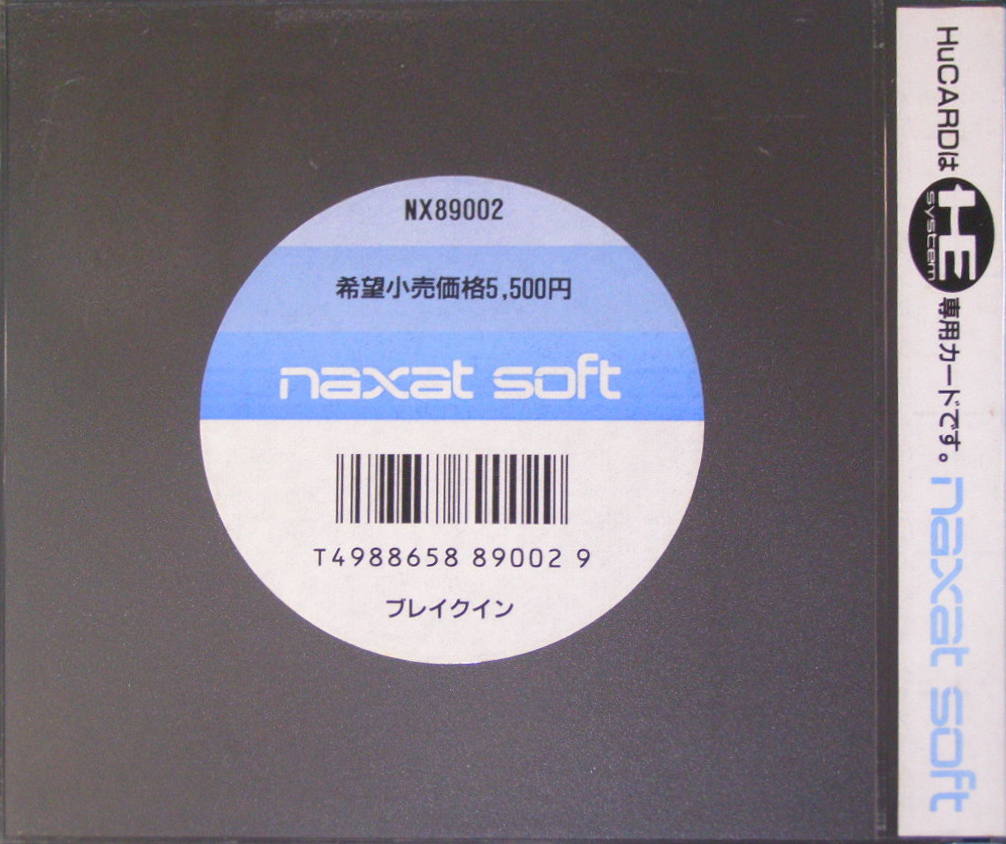 NX89002
希望小売価格5,500円
naxat soft
T4988658 89002 9
ブレイクイン
HuCARDは HE system 専用カードです。 naxat soft